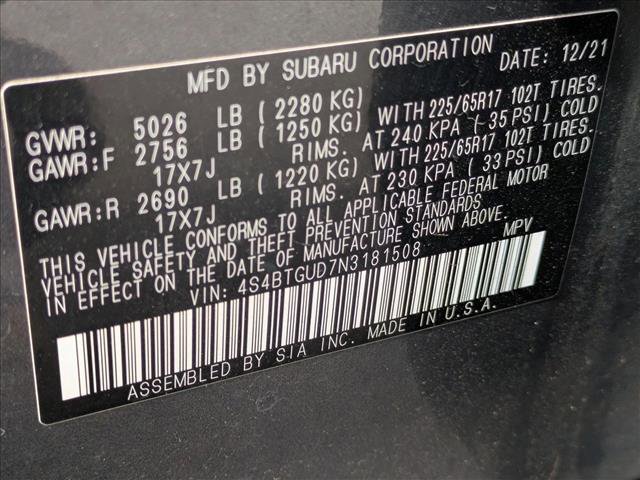 MFD BY SUBARU CORPORATION DATE: 12/21
GVWR: 5026 LB (2280 KG)
GAWR:F 2756 LB (1250 KG) WITH 225/65R17 102T TIRES.
17X7J RIMS. AT 240 KPA (35 PSI) COLD
GAWR:R 2690 LB (1220 KG) WITH 225/65R17 102T TIRES.
17X7J RIMS. AT 230 KPA (33 PSI) COLD
THIS VEHICLE CONFORMS TO ALL APPLICABLE FEDERAL MOTOR
VEHICLE SAFETY AND THEFT PREVENTION STANDARDS
IN EFFECT ON THE DATE OF MANUFACTURE SHOWN ABOVE.
VIN: 4S4BTGUD7N3181508 MPV
ASSEMBLED BY SIA INC. MADE IN U.S.A.